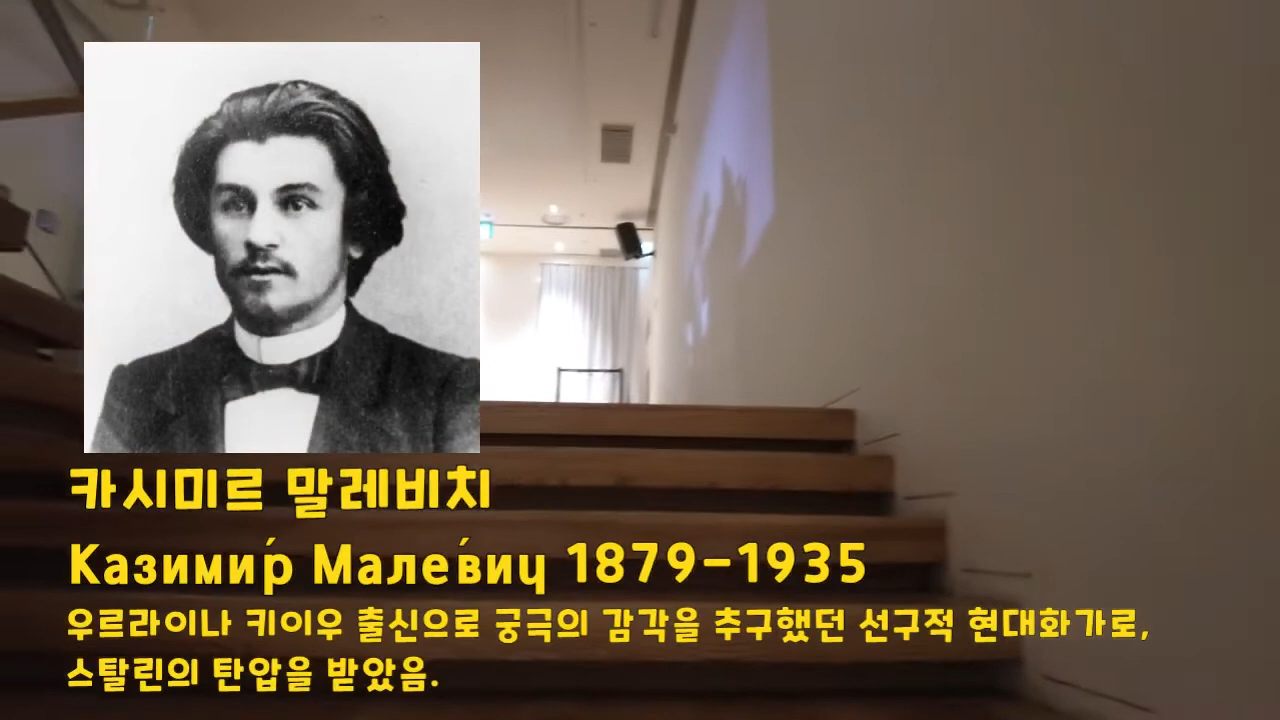 카시미르 말레비치
Казими́р Мале́виц 1879-1935
우르라이나 키이우 출신으로 궁극의 감각을 추구했던 선구적 현대화가로,
스탈린의 탄압을 받았음.